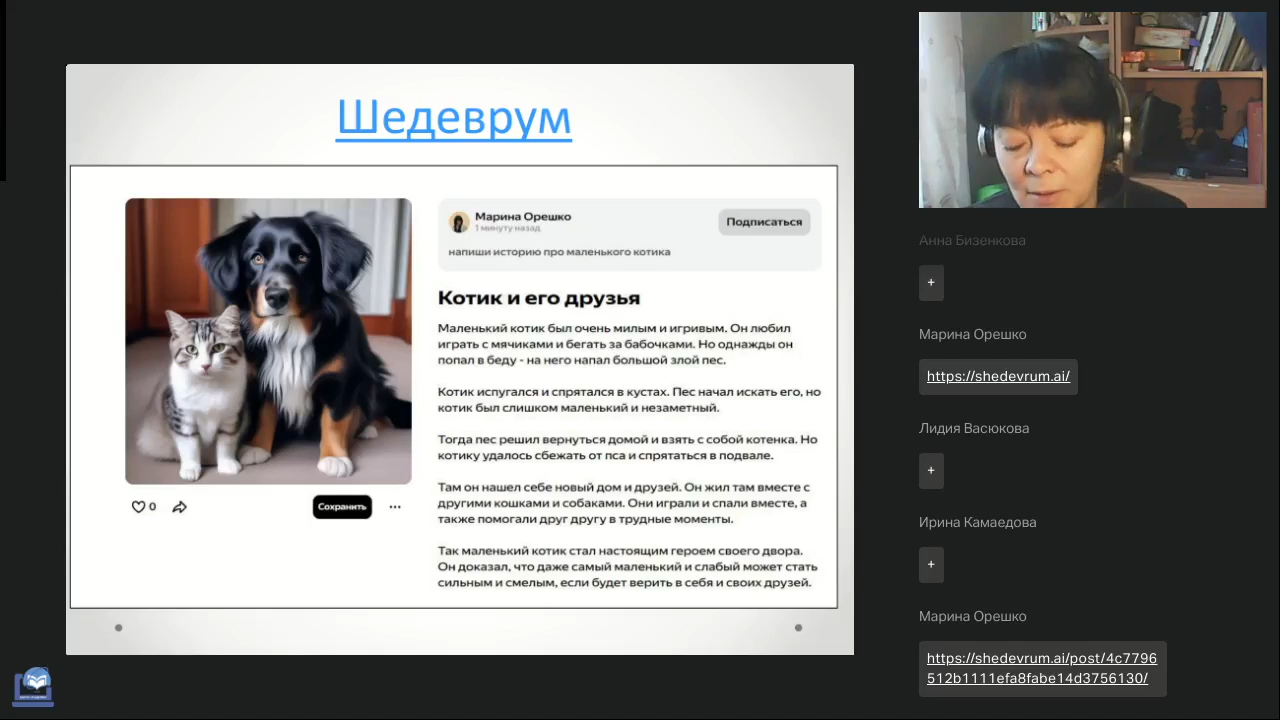 Шедеврум
Марина Орешко
1 минуту назад
Подписаться
напиши историю про маленького котика
Котик и его друзья
Маленький котик был очень милым и игривым. Он любил
играть с мячиками и бегать за бабочками. Но однажды он
попал в беду - на него напал большой злой пес.
Котик испугался и спрятался в кустах. Пес начал искать его, но
котик был слишком маленький и незаметный.
Тогда пес решил вернуться домой и взять с собой котенка. Но
котику удалось сбежать от пса и спрятаться в подвале.
Там он нашел себе новый дом и друзей. Он жил там вместе с
другими кошками и собаками. Они играли и спали вместе, а
также помогали друг другу в трудные моменты.
Так маленький котик стал настоящим героем своего двора.
Он доказал, что даже самый маленький и слабый может стать
сильным и смелым, если будет верить в себя и своих друзей.
0
Сохранить
Анна Бизенкова
+
Марина Орешко
https://shedevrum.ai/
Лидия Васюкова
+
Ирина Камаедова
+
Марина Орешко
https://shedevrum.ai/post/4c7796
512b1111efa8fabe14d3756130/